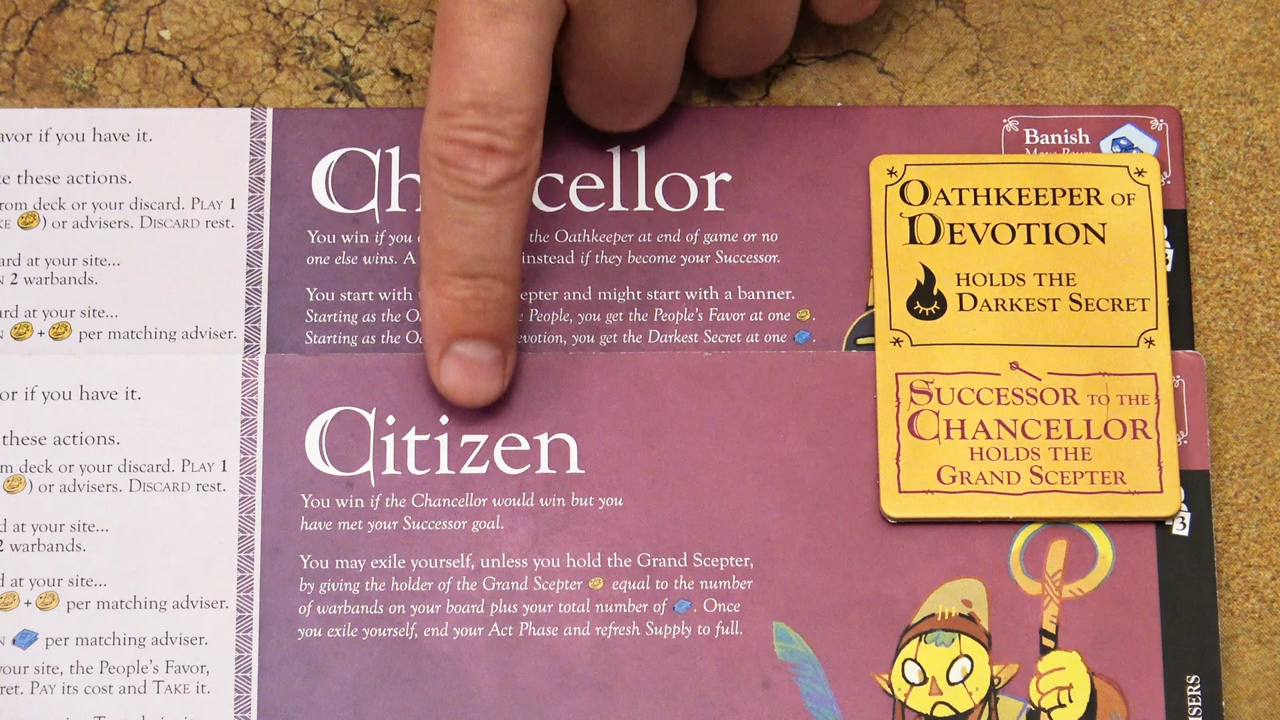 avor if you have it.
ke these actions.
rom deck or your discard. PLAY 1
KE ) or advisers. DISCARD rest.
ard at your site...
N 2 warbands.
ard at your site...
N + per matching adviser.
Ch ncellor
You win if you the Oathkeeper at end of game or no
one else wins. A instead if they become your Successor.
You start with epter and might start with a banner.
Starting as the O e People, you get the People's Favor at one .
Starting as the Oa evotion, you get the Darkest Secret at one .
Banish
OATHKEEPER OF
DEVOTION
HOLDS THE
DARKEST SECRET
SUCCESSOR TO THE
CHANCELLOR
HOLDS THE
GRAND SCEPTER
or if you have it.
these actions.
m deck or your discard. PLAY 1
) or advisers. DISCARD rest.
d at your site...
2 warbands.
d at your site...
+ per matching adviser.
N per matching adviser.
your site, the People's Favor,
ret. PAY its cost and TAKE it.
Citizen
You win if the Chancellor would win but you
have met your Successor goal.
You may exile yourself, unless you hold the Grand Scepter,
by giving the holder of the Grand Scepter equal to the number
of warbands on your board plus your total number of . Once
you exile yourself, end your Act Phase and refresh Supply to full.
3
ISERS